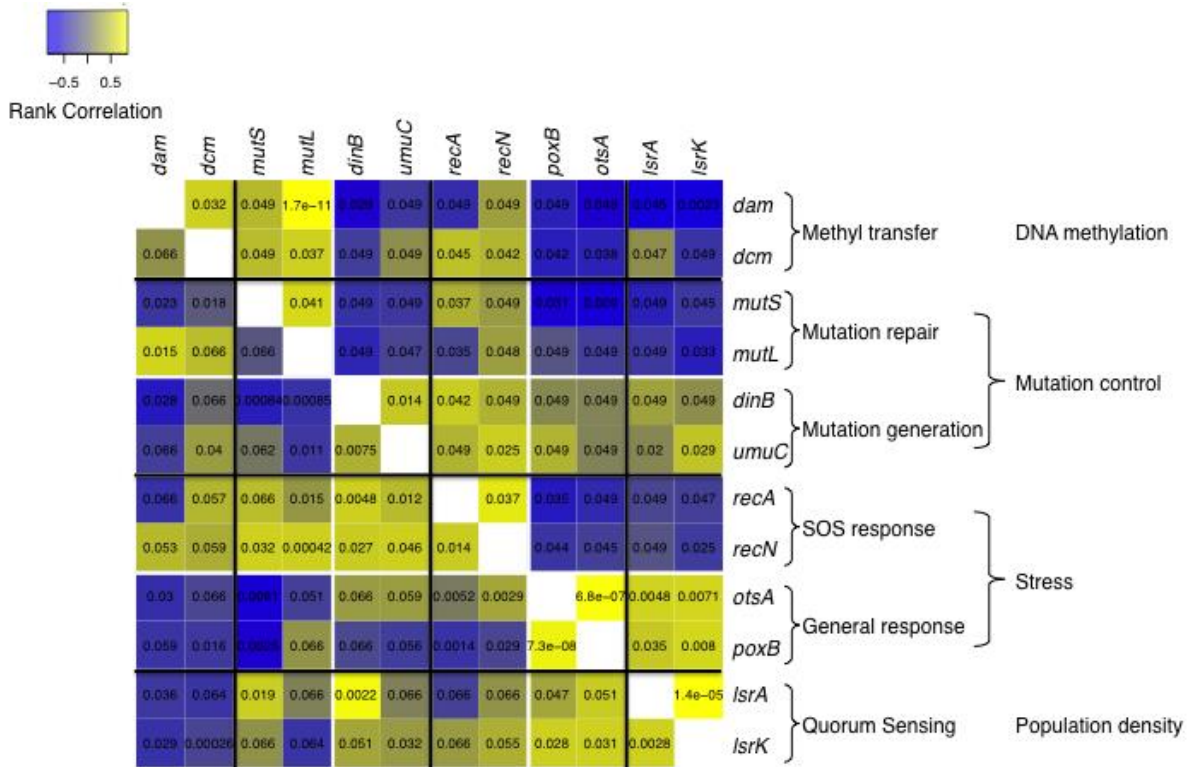 -0.5 0.5
Rank Correlation
dam dcm mutS mutL dinB umuC recA recN poxB otsA lsrA lsrK
0.032 0.049 1.7e-11 0.049 0.049 0.049 0.049 dam
Methyl transfer DNA methylation
0.066 0.049 0.037 0.049 0.049 0.045 0.042 0.042 0.038 0.047 0.049 dcm
0.023 0.018 0.041 0.049 0.049 0.037 0.049 0.049 0.045 mutS
Mutation repair
0.015 0.066 0.066 0.049 0.047 0.035 0.048 0.049 0.049 0.049 0.033 mutL
Mutation control
0.028 0.066 0.00085 0.014 0.042 0.049 0.049 0.049 0.049 0.049 dinB
Mutation generation
0.066 0.04 0.062 0.011 0.0075 0.049 0.025 0.049 0.049 0.02 0.029 umuC
0.066 0.057 0.066 0.015 0.0048 0.012 0.037 0.049 0.049 0.047 recA
SOS response
0.053 0.059 0.032 0.00042 0.027 0.046 0.014 0.044 0.045 0.049 0.025 recN
Stress
0.03 0.066 0.051 0.066 0.059 0.0052 0.0029 6.8e-07 0.0048 0.0071 otsA
General response
0.059 0.016 0.066 0.066 0.056 0.0014 0.029 7.3e-08 0.035 0.008 poxB
0.036 0.064 0.019 0.066 0.0022 0.066 0.066 0.066 0.047 0.051 1.4e-05 lsrA
Quorum Sensing Population density
0.029 0.00026 0.066 0.064 0.051 0.032 0.066 0.055 0.028 0.031 0.0028 lsrK